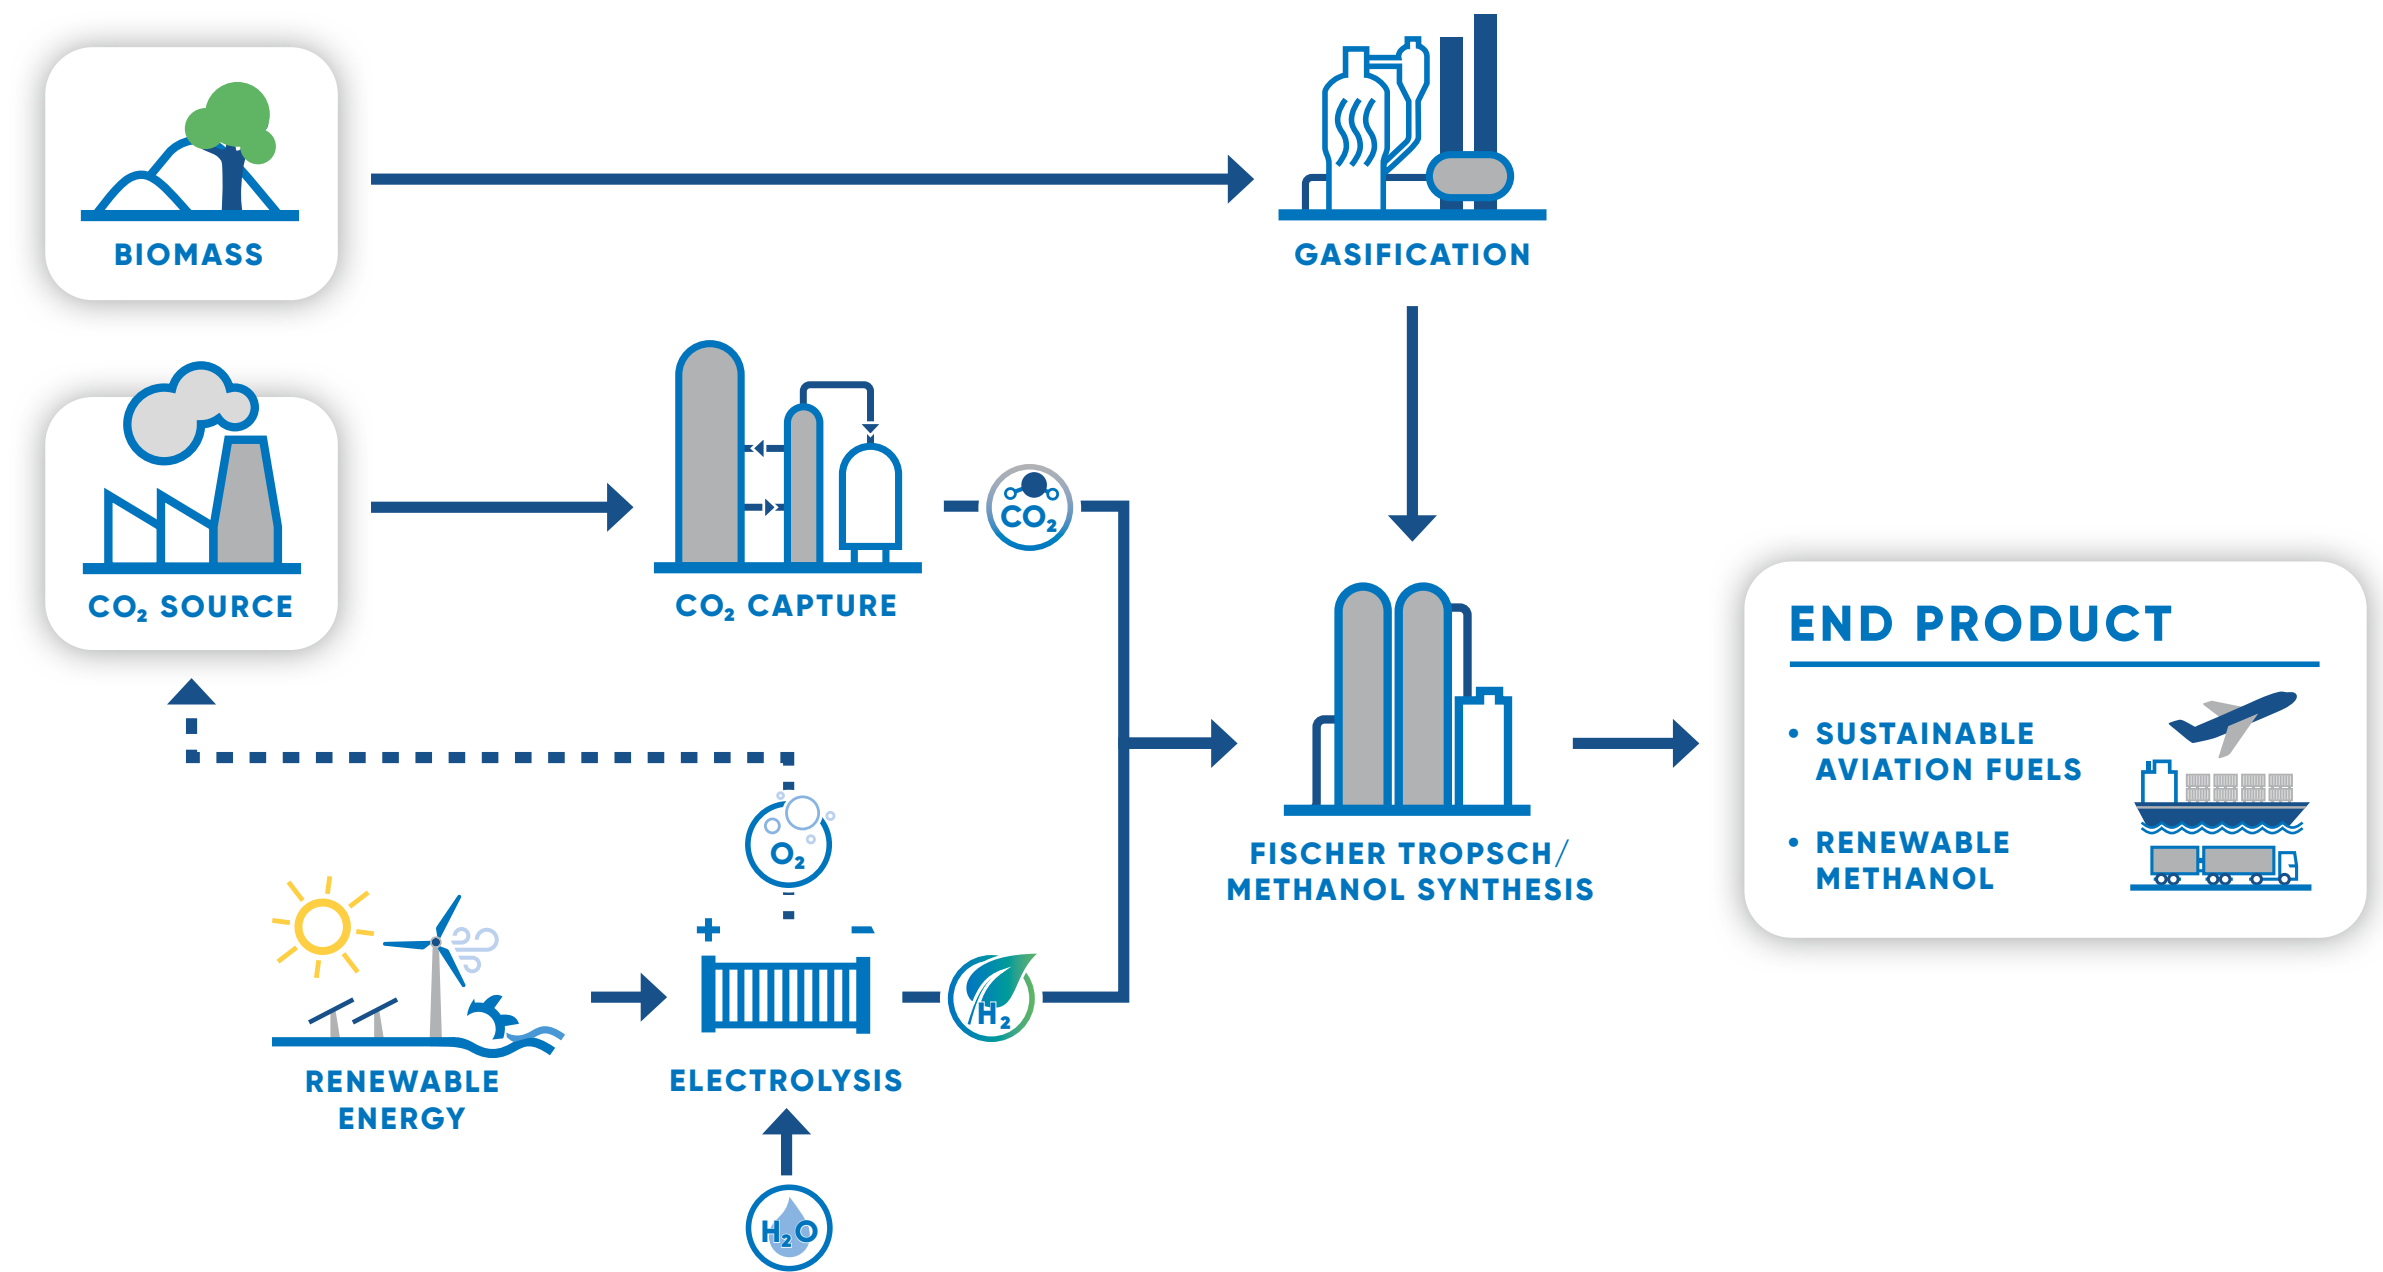 BIOMASS
GASIFICATION
CO₂
CO₂ SOURCE
CO₂ CAPTURE
END PRODUCT
• SUSTAINABLE
AVIATION FUELS
• RENEWABLE
METHANOL
O₂
FISCHER TROPSCH/
METHANOL SYNTHESIS
+ −
H₂
RENEWABLE
ENERGY
ELECTROLYSIS
H₂O